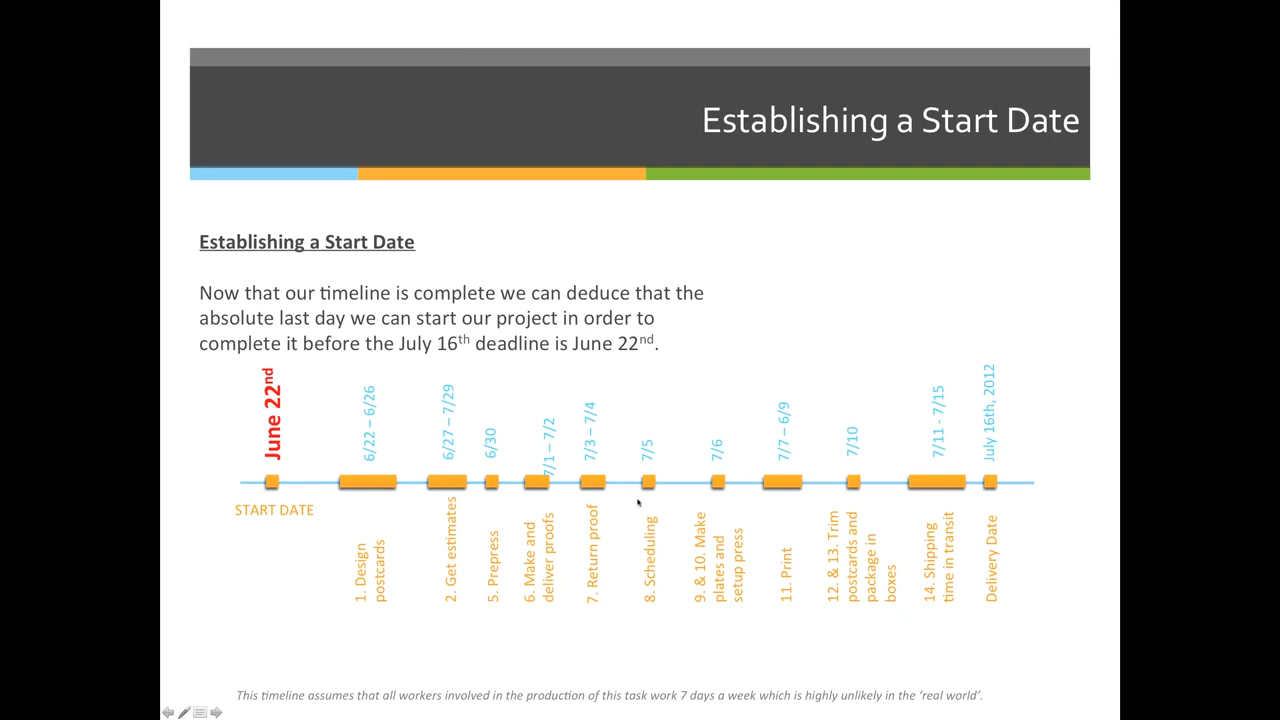 Establishing a Start Date
Establishing a Start Date
Now that our timeline is complete we can deduce that the
absolute last day we can start our project in order to
complete it before the July 16th deadline is June 22nd.
June 22nd
6/22 – 6/26
6/27 – 7/29
6/30
7/1 – 7/2
7/3 – 7/4
7/5
7/6
7/7 – 6/9
7/10
7/11 - 7/15
July 16th, 2012
START DATE
1. Design
postcards
2. Get estimates
5. Prepress
6. Make and
deliver proofs
7. Return proof
8. Scheduling
9. & 10. Make
plates and
setup press
11. Print
12. & 13. Trim
postcards and
package in
boxes
14. Shipping
time in transit
Delivery Date
This timeline assumes that all workers involved in the production of this task work 7 days a week which is highly unlikely in the ‘real world’.